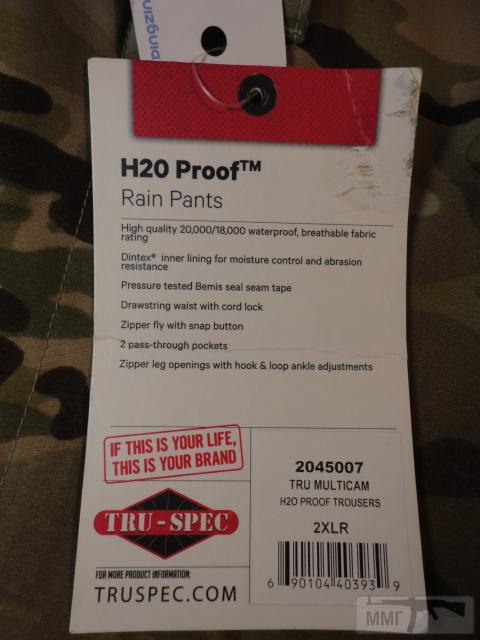 H20 Proof™
Rain Pants
High quality 20,000/18,000 waterproof, breathable fabric
rating
Dintex® inner lining for moisture control and abrasion
resistance
Pressure tested Bemis seal seam tape
Drawstring waist with cord lock
Zipper fly with snap button
2 pass-through pockets
Zipper leg openings with hook & loop ankle adjustments
IF THIS IS YOUR LIFE,
THIS IS YOUR BRAND
TRU-SPEC
FOR MORE PRODUCT INFORMATION:
TRUSPEC.COM
2045007
TRU MULTICAM
H2O PROOF TROUSERS
2XLR
6 90104 40393 9
ММГ